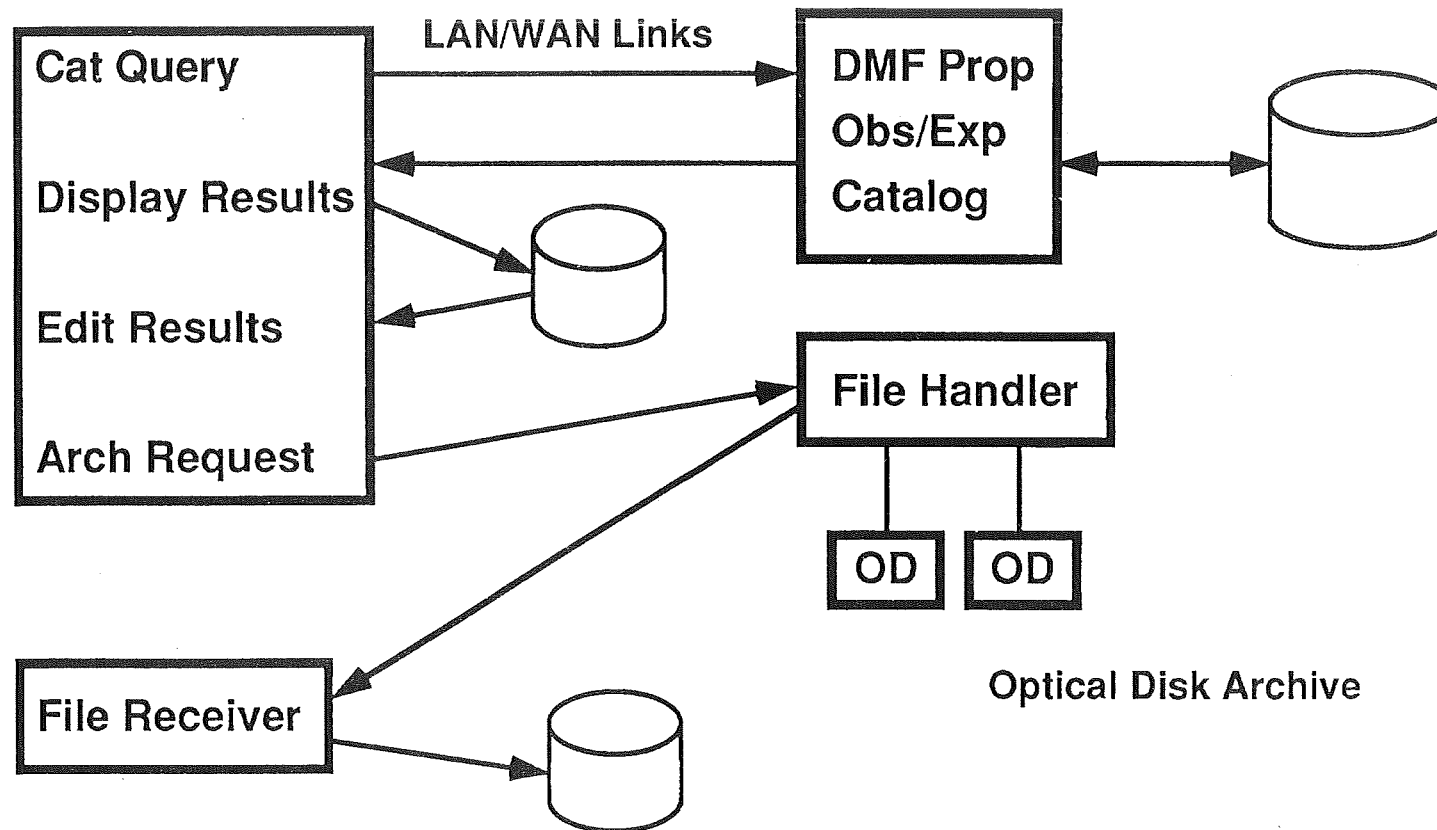 LAN/WAN Links
Cat Query
Display Results
Edit Results
Arch Request
DMF Prop
Obs/Exp
Catalog
File Handler
OD OD
File Receiver
Optical Disk Archive